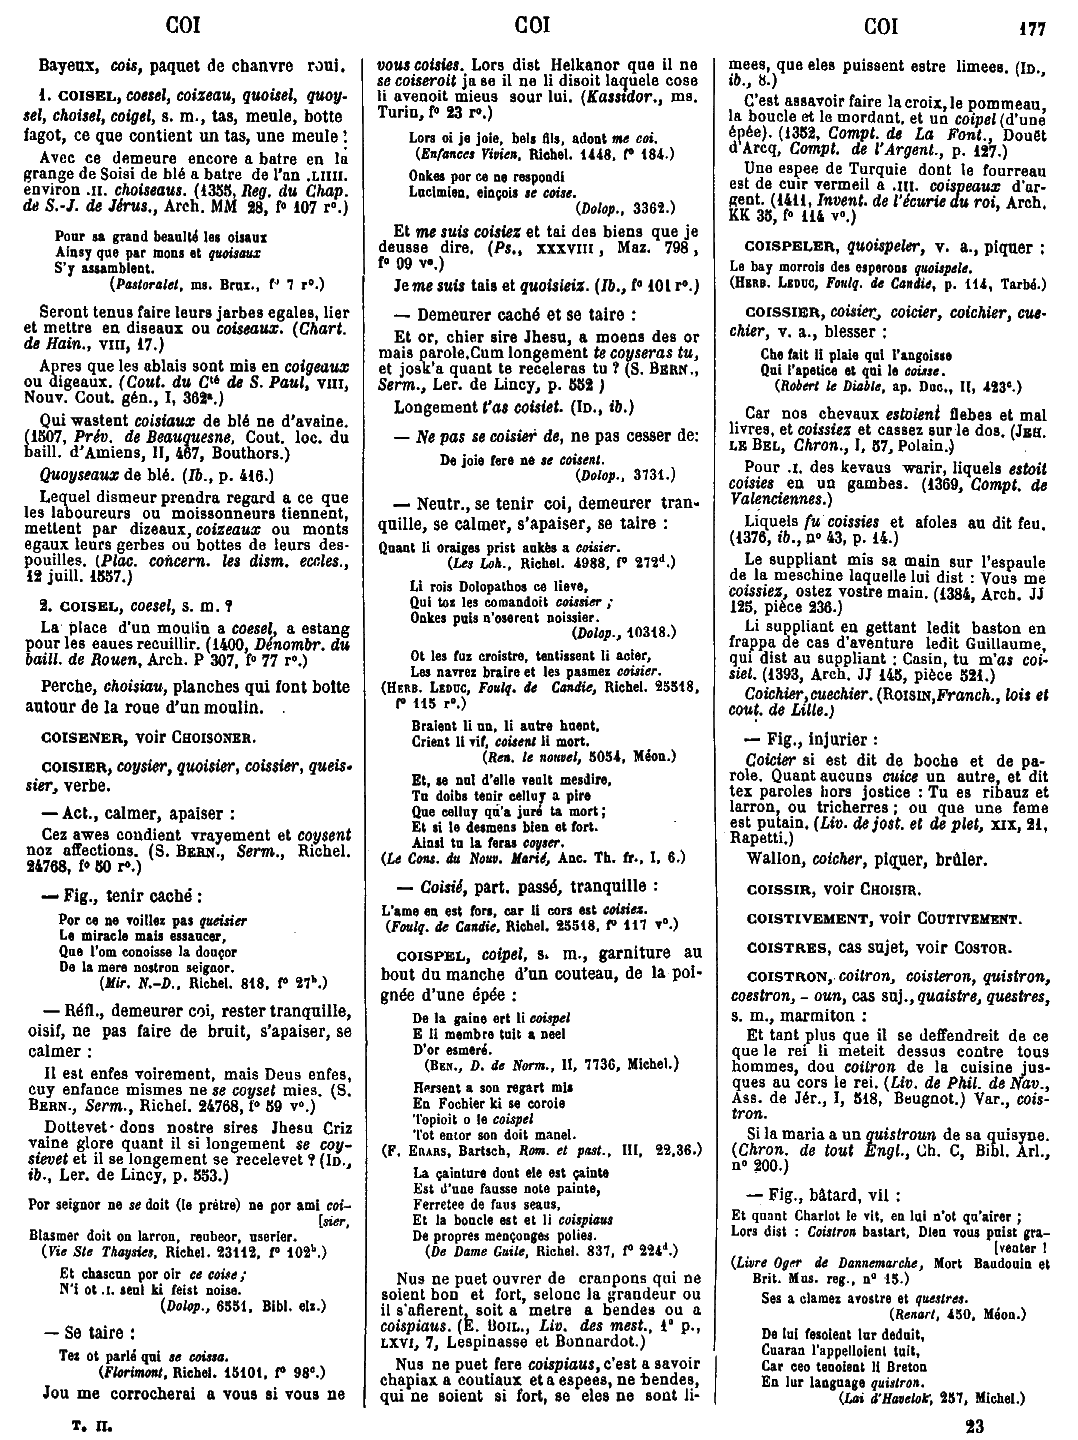 COI
COI
COI
177
Bayeux, cois, paquet de chanvre roui.
1. COISEL, coesel, coizeau, quoisel, quoy-
sel, choisel, coigel, s. m., tas, meule, botte
fagot, ce que contient un tas, une meule :
Avec ce demeure encore a batre en la
grange de Soisi de blé a batre de l'an .LIIII.
environ .II. choiseaus. (1355, Reg. du Chap.
de S.-J. de Jérus., Arch. MM 28, f° 107 r°.)
Pour sa grand beaulté les oisaux
Ainsy que par mons et quoisaux
S'y assamblent.
(Pastoralet, ms. Brux., f° 7 r°.)
Seront tenus faire leurs jarbes egales, lier
et mettre en diseaux ou coiseaux. (Chart.
de Hain., VIII, 17.)
Apres que les ablais sont mis en coigeaux
ou digeaux. (Cout. du Cté de S. Paul, VIII,
Nouv. Cout. gén., I, 362a.)
Qui wastent coisiaux de blé ne d'avaine.
(1507, Prév. de Beauquesne, Cout. loc. du
baill. d'Amiens, II, 467, Bouthors.)
Quoyseaux de blé. (Ib., p. 416.)
Lequel dismeur prendra regard a ce que
les laboureurs ou moissonneurs tiennent,
mettent par dizeaux, coizeaux ou monts
egaux leurs gerbes ou bottes de leurs des-
pouilles. (Plac. concern. les dism. eccles.,
12 juill. 1557.)
2. COISEL, coesel, s. m. ?
La place d'un moulin a coesel, a estang
pour les eaues recuillir. (1400, Dénombr. du
baill. de Rouen, Arch. P 307, f° 77 r°.)
Perche, choisiau, planches qui font boîte
autour de la roue d'un moulin.
COISENER, voir CHOISONER.
COISIER, coysier, quoisier, coissier, queis-
sier, verbe.
— Act., calmer, apaiser :
Cez awes condient vrayement et coysent
noz affections. (S. BERN., Serm., Richel.
24768, f° 50 r°.)
— Fig., tenir caché :
Por ce ne voillez pas queisier
Le miracle mais essaucer,
Que l'om conoisse la douçor
De la mere nostron seignor.
(Mir. N.-D., Richel. 818, f° 27b.)
— Réfl., demeurer coi, rester tranquille,
oisif, ne pas faire de bruit, s'apaiser, se
calmer :
Il est enfes voirement, mais Deus enfes,
cuy enfance mismes ne se coyset mies. (S.
BERN., Serm., Richel. 24768, f° 59 v°.)
Dottevet dons nostre sires Jhesu Criz
vaine glore quant il si longement se coy-
sievet et il se longement se recelevet ? (ID.,
ib., Ler. de Lincy, p. 553.)
Por seignor ne se doit (le prêtre) ne por ami coi-
[sier,
Blasmer doit on larron, reubeor, userier.
(Vie Ste Thaysies, Richel. 23112, f° 102b.)
Et chascun por oir ce coise ;
N'i ot .I. seul ki feist noise.
(Dolop., 6551, Bibl. elz.)
— Se taire :
Tez ot parlé qui se coissa.
(Florimont, Richel. 15101, f° 98c.)
Jou me corrocherai a vous si vous ne
T. II.
vous coisies. Lors dist Helkanor que il ne
se coiseroit ja se il ne li disoit laquele cose
li avenoit mieus sour lui. (Kassidor., ms.
Turin, f° 23 r°.)
Lors oi je joie, bels fils, adont me coi.
(Enfances Vivien, Richel. 1448, f° 184.)
Onkes por ce ne respondi
Lucimien, einçois se coise.
(Dolop., 3362.)
Et me suis coisiez et tai des biens que je
deusse dire. (Ps., XXXVIII, Maz. 798,
f° 99 v°.)
Je me suis tais et quoisieiz. (Ib., f° 101 r°.)
— Demeurer caché et se taire :
Et or, chier sire Jhesu, a moens des or
mais parole. Cum longement te coyseras tu,
et josk'a quant te receleras tu ? (S. BERN.,
Serm., Ler. de Lincy, p. 552 )
Longement t'as coisiet. (ID., ib.)
— Ne pas se coisier de, ne pas cesser de:
De joie fere ne se coisent.
(Dolop., 3731.)
— Neutr., se tenir coi, demeurer tran-
quille, se calmer, s'apaiser, se taire :
Quant li oraiges prist aukès a coisier.
(Les Loh., Richel. 4988, f° 272d.)
Li rois Dolopathos ce lieve,
Qui toz les comandoit coissier ;
Onkes puis n'oserent noissier.
(Dolop., 10318.)
Ot les fuz croistre, tentissent li acier,
Les navrez braire et les pasmez coisier.
(HERB. LEDUC, Foulq. de Candie, Richel. 25518,
f° 115 r°.)
Braient li un, li autre huent,
Crient li vif, coisent li mort.
(Ren. le nouvel, 5054, Méon.)
Et, se nul d'elle veult mesdire,
Tu doibs tenir celluy a pire
Que celluy qu'a juré ta mort ;
Et si le desmens bien et fort.
Ainsi tu la feras coyser.
(Le Cons. du Nouv. Marié, Anc. Th. fr., I, 6.)
— Coisié, part. passé, tranquille :
L'ame en est fors, car li cors est coisiez.
(Foulq. de Candie, Richel. 25518, f° 117 v°.)
COISPEL, coipel, s. m., garniture au
bout du manche d'un couteau, de la poi-
gnée d'une épée :
De la gaine ert li coispel
E li membre tuit a neel
D'or esmeré.
(BEN., D. de Norm., II, 7736, Michel.)
Hersent a son regart mis
En Fochier ki se coroie
Topioit o le coispel
Tot entor son doit manel.
(F. ERARS, Bartsch, Rom. et past., III, 22,36.)
La çainture dont ele est çainte
Est d'une fausse note painte,
Ferretee de faus seaus,
Et la boucle est et li coispiaus
De propres mençonges polies.
(De Dame Guile, Richel. 837, f° 224d.)
Nus ne puet ouvrer de cranpons qui ne
soient bon et fort, selonc la grandeur ou
il s'afierent, soit a metre a bendes ou a
coispiaus. (E. BOIL., Liv. des mest., 1e p.,
LXVI, 7, Lespinasse et Bonnardot.)
Nus ne puet fere coispiaus, c'est a savoir
chapiax a coutiaux et a espees, ne bendes,
qui ne soient si fort, se eles ne sont li-
mees, que eles puissent estre limees. (ID.,
ib., 8.)
C'est assavoir faire la croix, le pommeau,
la boucle et le mordant, et un coipel (d'une
épée). (1352, Compt. de La Font., Douët
d'Arcq, Compt. de l'Argent., p. 127.)
Une espee de Turquie dont le fourreau
est de cuir vermeil a .III. coispeaux d'ar-
gent. (1411, Invent. de l'écurie du roi, Arch.
KK 35, f° 114 v°.)
COISPELER, quoispeler, v. a., piquer :
Le bay morrois des esperons quoispele.
(HERB. LEDUC, Foulq. de Candie, p. 114, Tarbé.)
COISSIER, coisier, coicier, coichier, cue-
chier, v. a., blesser :
Che fait li plaie qui l'angoisse
Qui l'apetice et qui le coisse.
(Robert le Diable, ap. Duc., II, 423c.)
Car nos chevaux estoient flebes et mal
livres, et coissiez et cassez sur le dos. (JEH.
LE BEL, Chron., I, 57, Polain.)
Pour .I. des kevaus warir, liquels estoit
coisies en un gambes. (1369, Compt. de
Valenciennes.)
Liquels fu coissies et afoles au dit feu.
(1376, ib., n° 43, p. 14.)
Le suppliant mis sa main sur l'espaule
de la meschine laquelle lui dist : Vous me
coissiez, ostez vostre main. (1384, Arch. JJ
125, pièce 236.)
Li suppliant en gettant ledit baston en
frappa de cas d'aventure ledit Guillaume,
qui dist au suppliant : Casin, tu m'as coi-
siet. (1393, Arch. JJ 145, pièce 521.)
Coichier, cuechier. (ROISIN, Franch., lois et
cout. de Lille.)
— Fig., injurier :
Coicier si est dit de boche et de pa-
role. Quant aucuns cuice un autre, et dit
tex paroles hors jostice : Tu es ribauz et
larron, ou tricherres ; ou que une feme
est putain. (Liv. de jost. et de plet, XIX, 21,
Rapetti.)
Wallon, coicher, piquer, brûler.
COISSIR, voir CHOISIR.
COISTIVEMENT, voir COUTIVEMENT.
COISTRES, cas sujet, voir COSTOR.
COISTRON, coitron, coisteron, quistron,
coestron, - oun, cas suj., quaistre, questres,
s. m., marmiton :
Et tant plus que il se deffendreit de ce
que le rei li meteit dessus contre tous
hommes, dou coitron de la cuisine jus-
ques au cors le rei. (Liv. de Phil. de Nav.,
Ass. de Jér., I, 518, Beugnot.) Var., cois-
tron.
Si la maria a un quistroun de sa quisyne.
(Chron. de tout Engl., Ch. C, Bibl. Arl.,
n° 200.)
— Fig., bâtard, vil :
Et quant Charlot le vit, en lui n'ot qu'aïrer ;
Lors dist : Coistron bastart, Dieu vous puist gra-
[venter !
(Livre Oger de Dannemarche, Mort Baudouin et
Brit. Mus. reg., n° 15.)
Ses a clamez avostre et questres.
(Renart, 450, Méon.)
De lui fesoient lur deduit,
Cuaran l'appelloient tuit,
Car ceo tenoient li Breton
En lur language quistron.
(Lai d'Havelok, 257, Michel.)
23